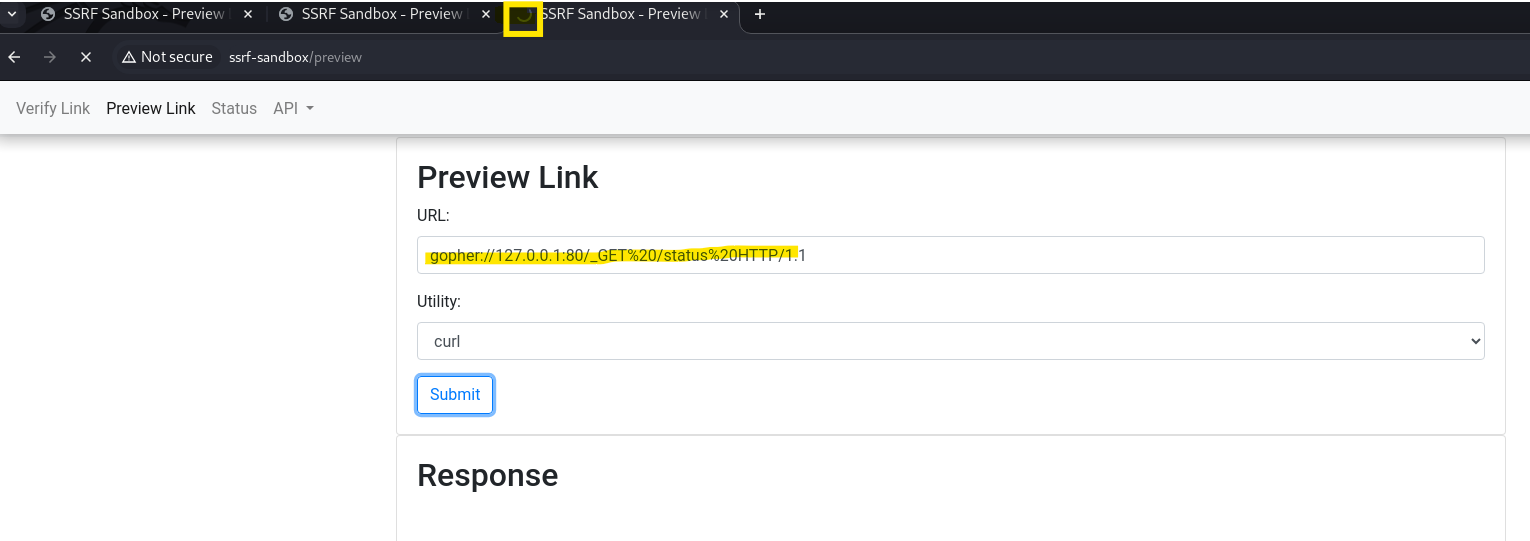 SSRF Sandbox - Preview SSRF Sandbox - Preview SSRF Sandbox - Preview
Not secure ssrf-sandbox/preview
Verify Link Preview Link Status API
Preview Link
URL:
gopher://127.0.0.1:80/_GET%20/status%20HTTP/1.1
Utility:
curl
Submit
Response